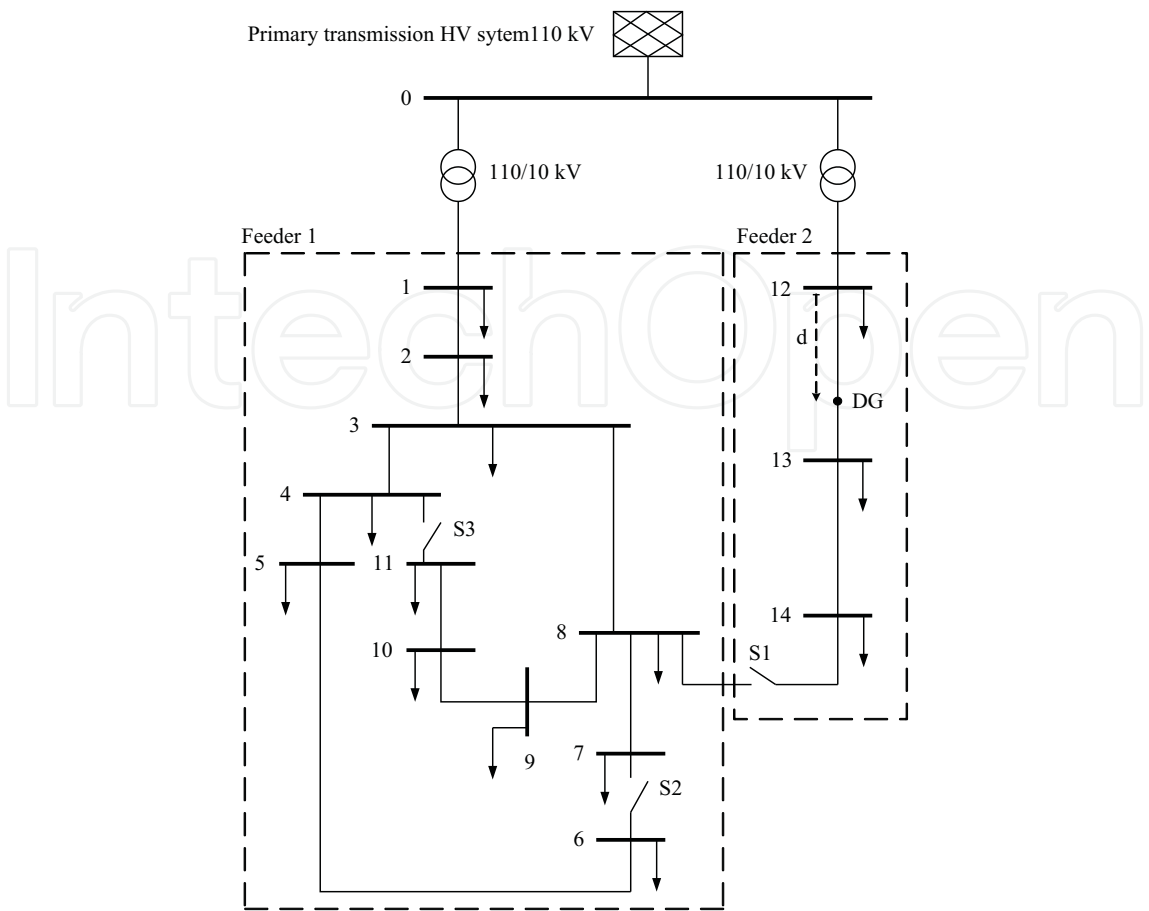 Primary transmission HV sytem110 kV
0
110/10 kV
110/10 kV
Feeder 1
Feeder 2
1
12
d
2
DG
3
13
4
S3
5
11
14
8
S1
10
7
9
S2
6
IntechOpen